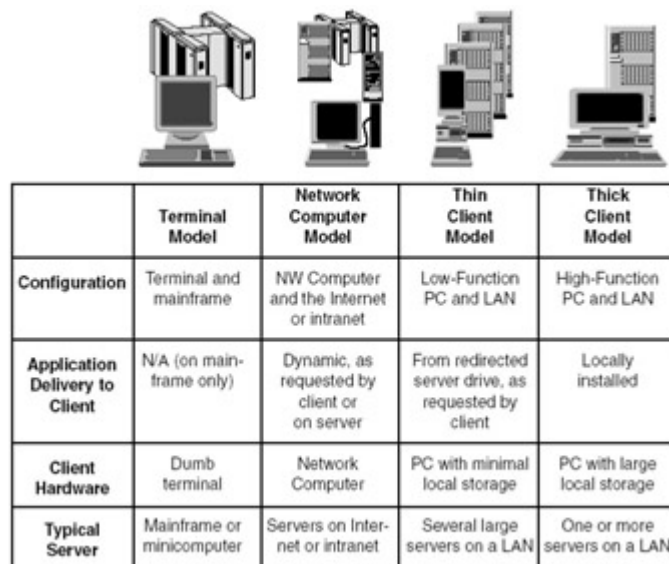 Terminal
Model
Network
Computer
Model
Thin
Client
Model
Thick
Client
Model
Configuration
Terminal and
mainframe
NW Computer
and the Internet
or intranet
Low-Function
PC and LAN
High-Function
PC and LAN
Application
Delivery to
Client
N/A (on main-
frame only)
Dynamic, as
requested by
client or
on server
From redirected
server drive, as
requested by
client
Locally
installed
Client
Hardware
Dumb
terminal
Network
Computer
PC with minimal
local storage
PC with large
local storage
Typical
Server
Mainframe or
minicomputer
Servers on Inter-
net or intranet
Several large
servers on a LAN
One or more
servers on a LAN